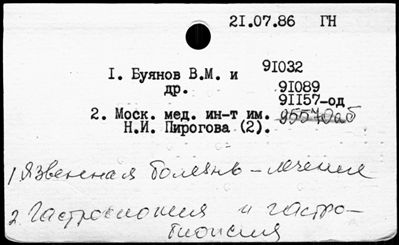 21.07.86 ГН
1. Буянов В.М. и 91032
др. 91089
91157-од
2. Моск. мед. ин-т им.
Н.И. Пирогова (2).
1 Язвенная болезнь - лечение
2 Гастроскопия и гастро-
биопсия